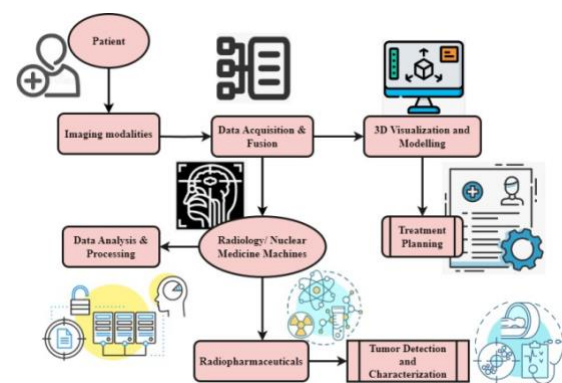 Patient
Imaging modalities
Data Acquisition &
Fusion
3D Visualization and
Modelling
Data Analysis &
Processing
Radiology/ Nuclear
Medicine Machines
Treatment
Planning
Radiopharmaceuticals
Tumor Detection
and
Characterization